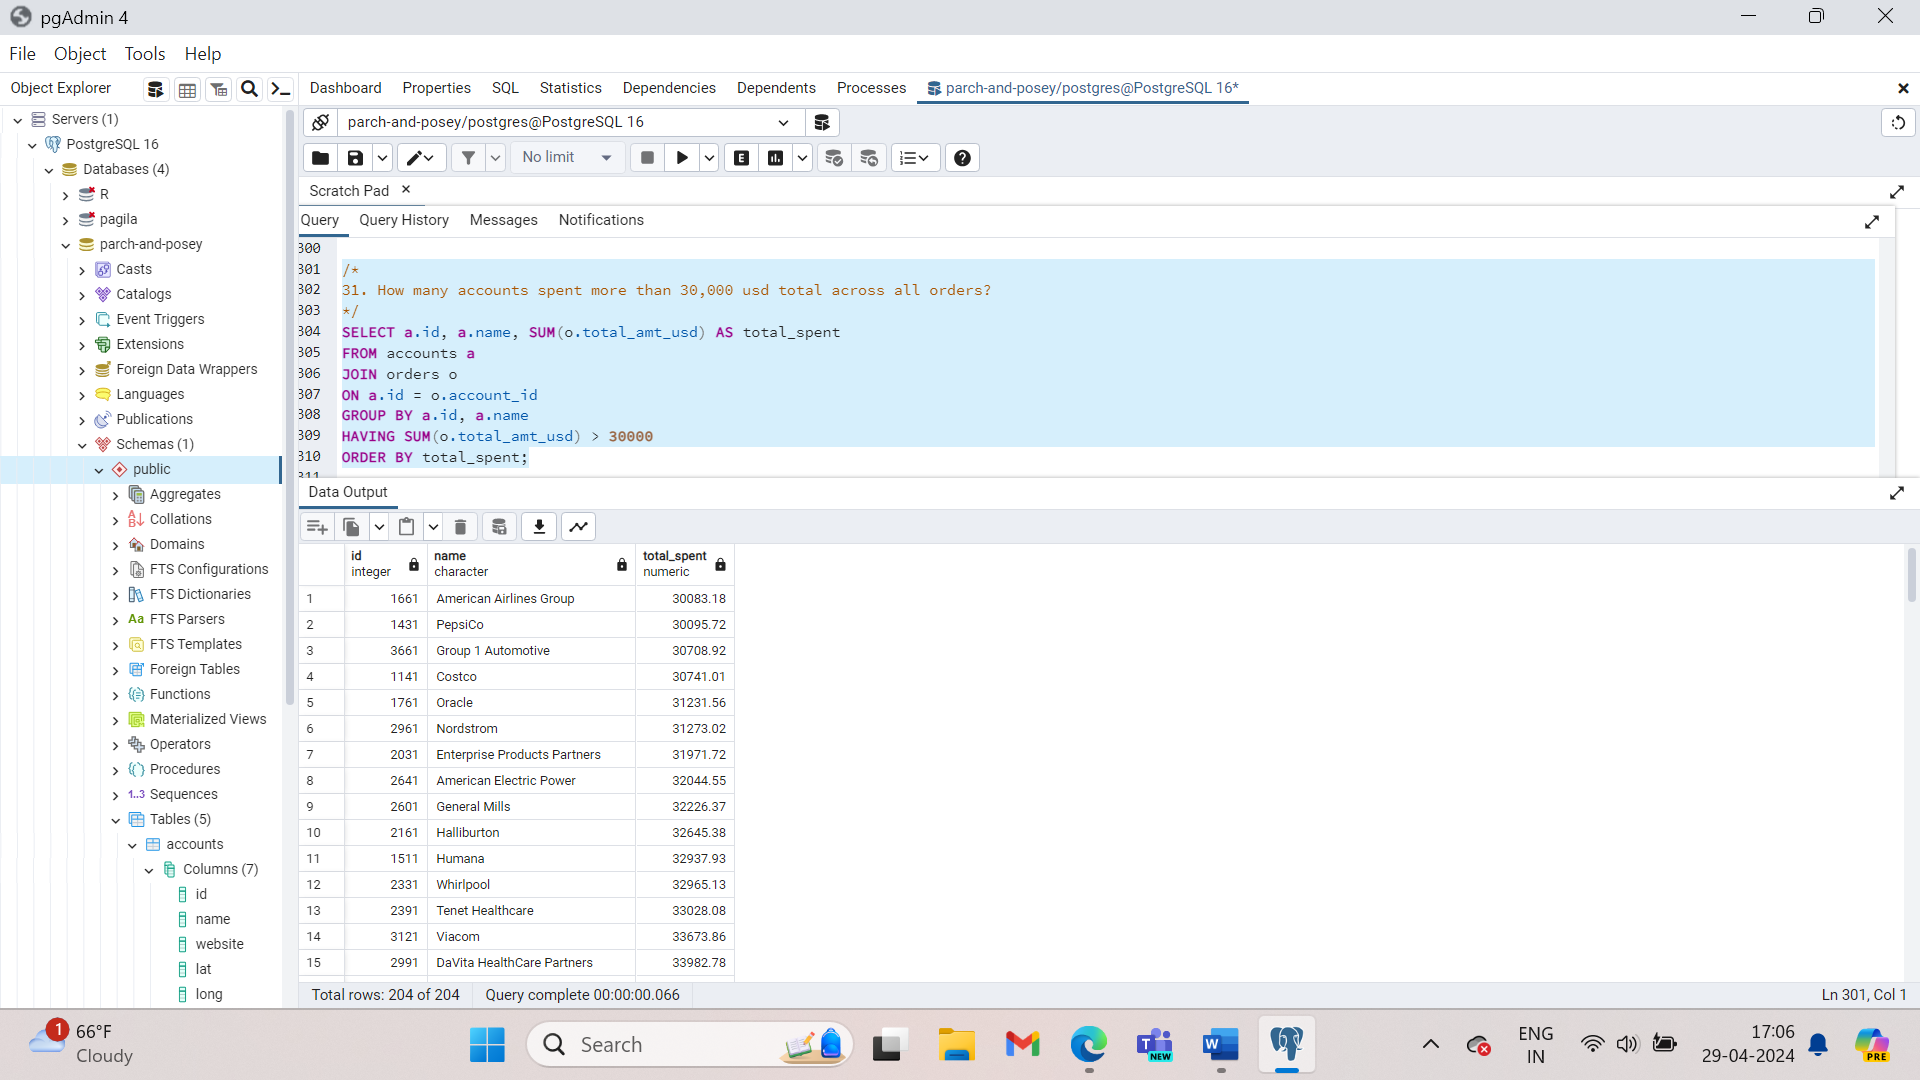 pgAdmin 4
File Object Tools Help
Object Explorer
Dashboard Properties SQL Statistics Dependencies Dependents Processes parch-and-posey/postgres@PostgreSQL 16*
Servers (1)
PostgreSQL 16
Databases (4)
R
pagila
parch-and-posey
Casts
Catalogs
Event Triggers
Extensions
Foreign Data Wrappers
Languages
Publications
Schemas (1)
public
Aggregates
Collations
Domains
FTS Configurations
FTS Dictionaries
Aa FTS Parsers
FTS Templates
Foreign Tables
Functions
Materialized Views
Operators
Procedures
1..3 Sequences
Tables (5)
accounts
Columns (7)
id
name
website
lat
long
parch-and-posey/postgres@PostgreSQL 16
No limit
E
Scratch Pad
Query Query History Messages Notifications
300
301 /*
302 31. How many accounts spent more than 30,000 usd total across all orders?
303 */
304 SELECT a.id, a.name, SUM(o.total_amt_usd) AS total_spent
305 FROM accounts a
306 JOIN orders o
307 ON a.id = o.account_id
308 GROUP BY a.id, a.name
309 HAVING SUM(o.total_amt_usd) > 30000
310 ORDER BY total_spent;
311
Data Output
id name total_spent
integer character numeric
1 1661 American Airlines Group 30083.18
2 1431 PepsiCo 30095.72
3 3661 Group 1 Automotive 30708.92
4 1141 Costco 30741.01
5 1761 Oracle 31231.56
6 2961 Nordstrom 31273.02
7 2031 Enterprise Products Partners 31971.72
8 2641 American Electric Power 32044.55
9 2601 General Mills 32226.37
10 2161 Halliburton 32645.38
11 1511 Humana 32937.93
12 2331 Whirlpool 32965.13
13 2391 Tenet Healthcare 33028.08
14 3121 Viacom 33673.86
15 2991 DaVita HealthCare Partners 33982.78
Total rows: 204 of 204 Query complete 00:00:00.066 Ln 301, Col 1
1 66°F
Cloudy
Search
NEW
W
ENG
IN
17:06
29-04-2024
PRE